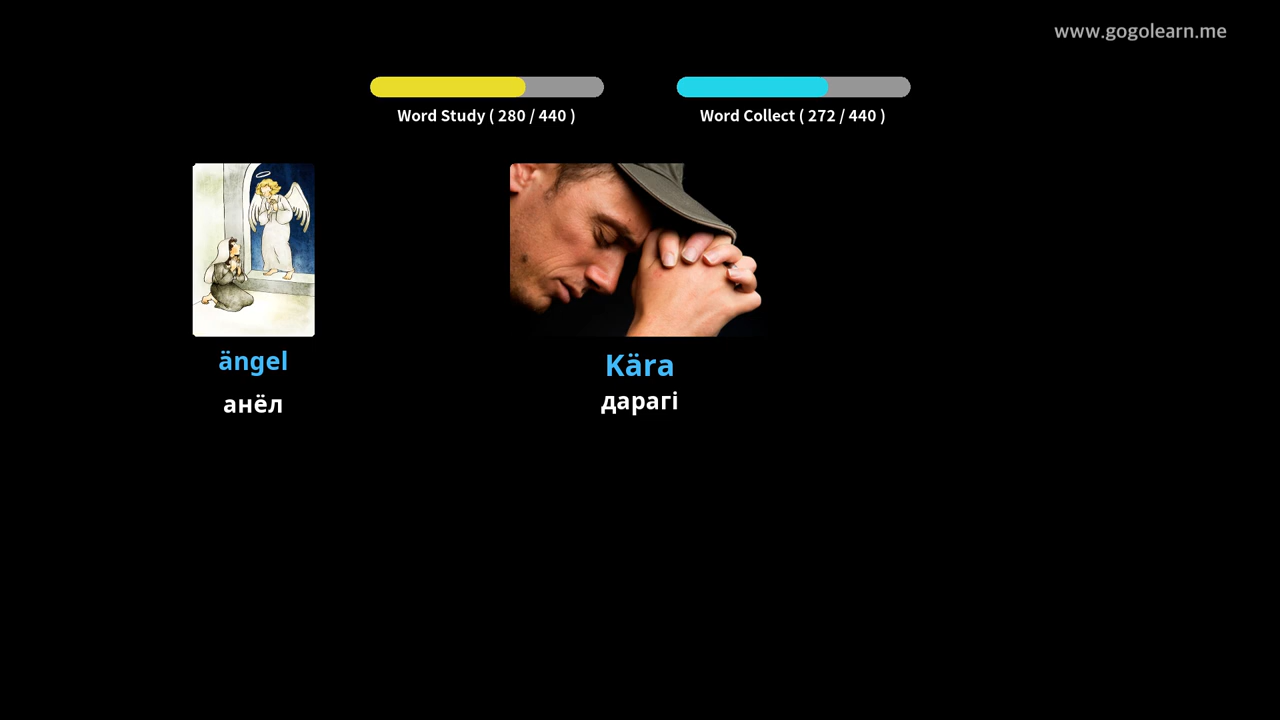 www.gogolearn.me
Word Study ( 280 / 440 )
Word Collect ( 272 / 440 )
ängel
анёл
Kära
дарагі